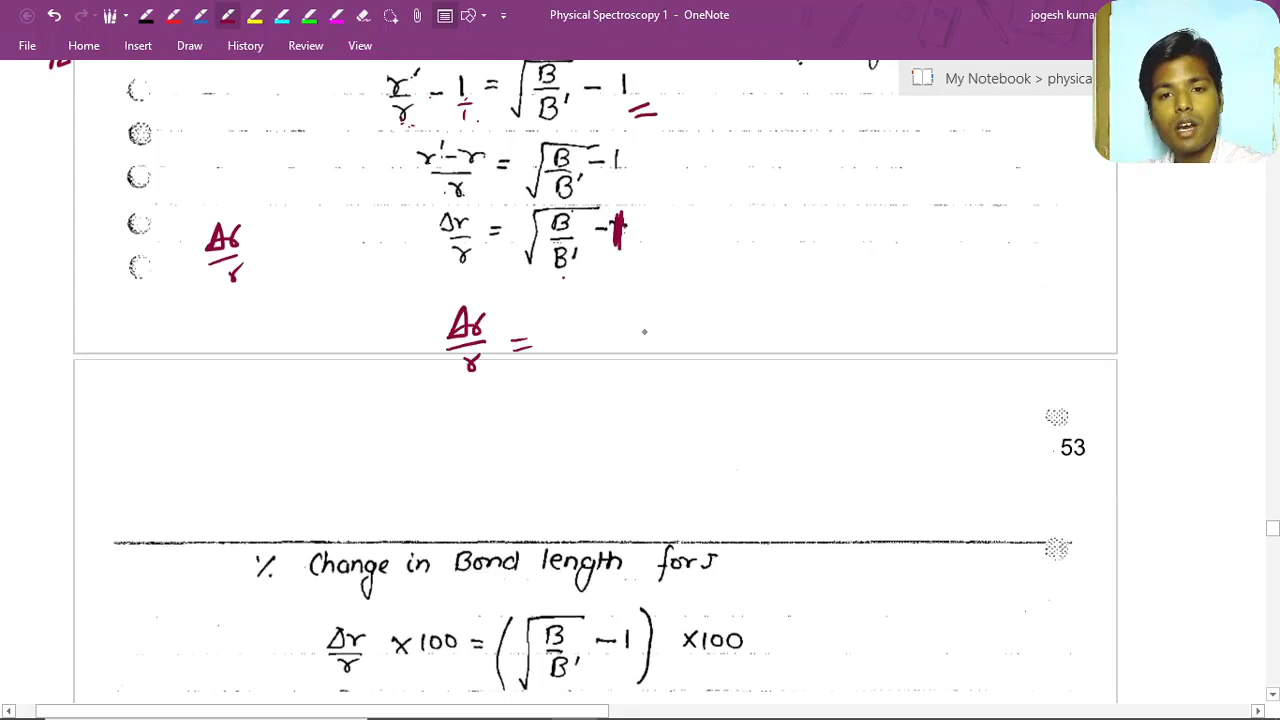 Physical Spectroscopy 1 - OneNote
jogesh kuma
File Home Insert Draw History Review View
My Notebook > physica
r'/r - 1/1 = √(B/B') - 1
(r'-r)/r = √(B/B') - 1
Δr/r = √(B/B') - 1
Δr/r
Δr/r =
53
% Change in Bond length for J
Δr/r × 100 = (√(B/B') - 1) × 100